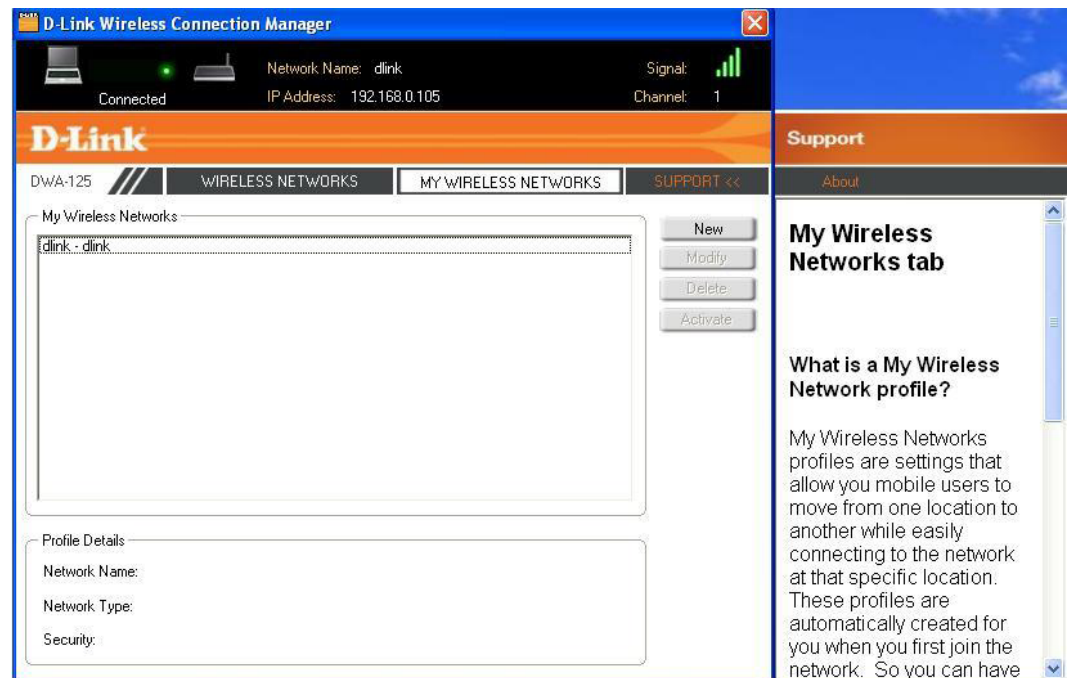 D-Link Wireless Connection Manager
Network Name: dlink
Signal:
Connected
IP Address: 192.168.0.105
Channel: 1
D-Link
DWA-125
WIRELESS NETWORKS
MY WIRELESS NETWORKS
SUPPORT <<
My Wireless Networks
dlink - dlink
New
Modify
Delete
Activate
Profile Details
Network Name:
Network Type:
Security:
Support
About
My Wireless
Networks tab
What is a My Wireless
Network profile?
My Wireless Networks
profiles are settings that
allow you mobile users to
move from one location to
another while easily
connecting to the network
at that specific location.
These profiles are
automatically created for
you when you first join the
network. So you can have